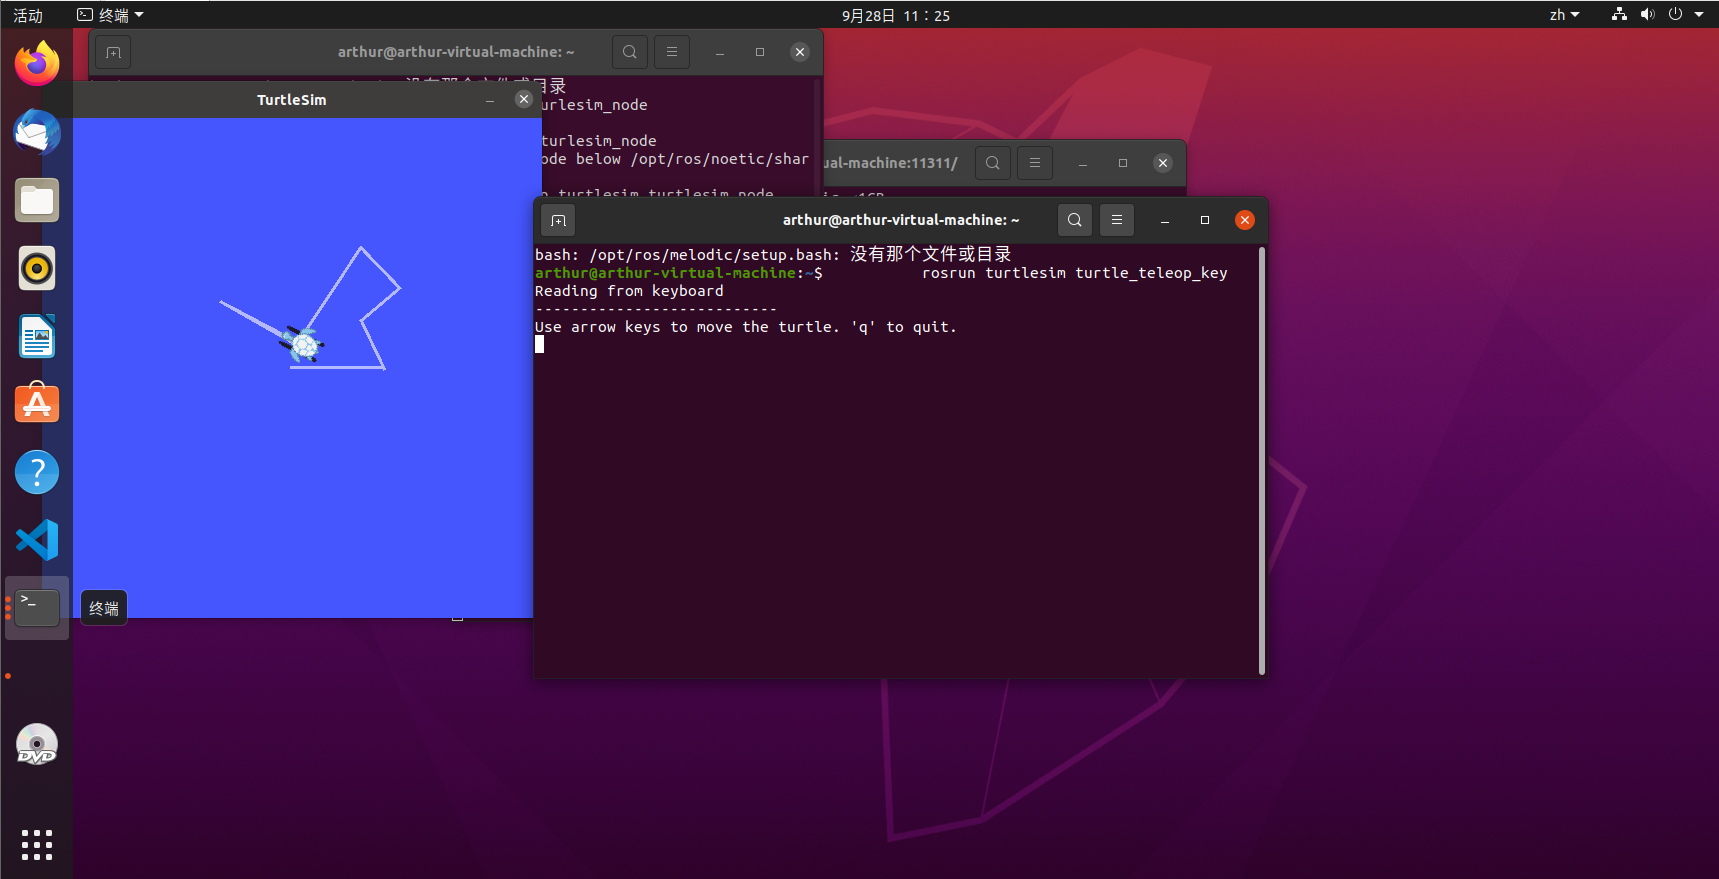 活动
终端
9月28日 11：25
zh
arthur@arthur-virtual-machine: ~
目录
TurtleSim
urlesim_node
turlesim_node
ode below /opt/ros/noetic/shar
turtlesim turtlesim_node
ual-machine:11311/
arthur@arthur-virtual-machine: ~
bash: /opt/ros/melodic/setup.bash: 没有那个文件或目录
arthur@arthur-virtual-machine:~$ rosrun turtlesim turtle_teleop_key
Reading from keyboard
---------------------------
Use arrow keys to move the turtle. 'q' to quit.
>_
终端
DVD